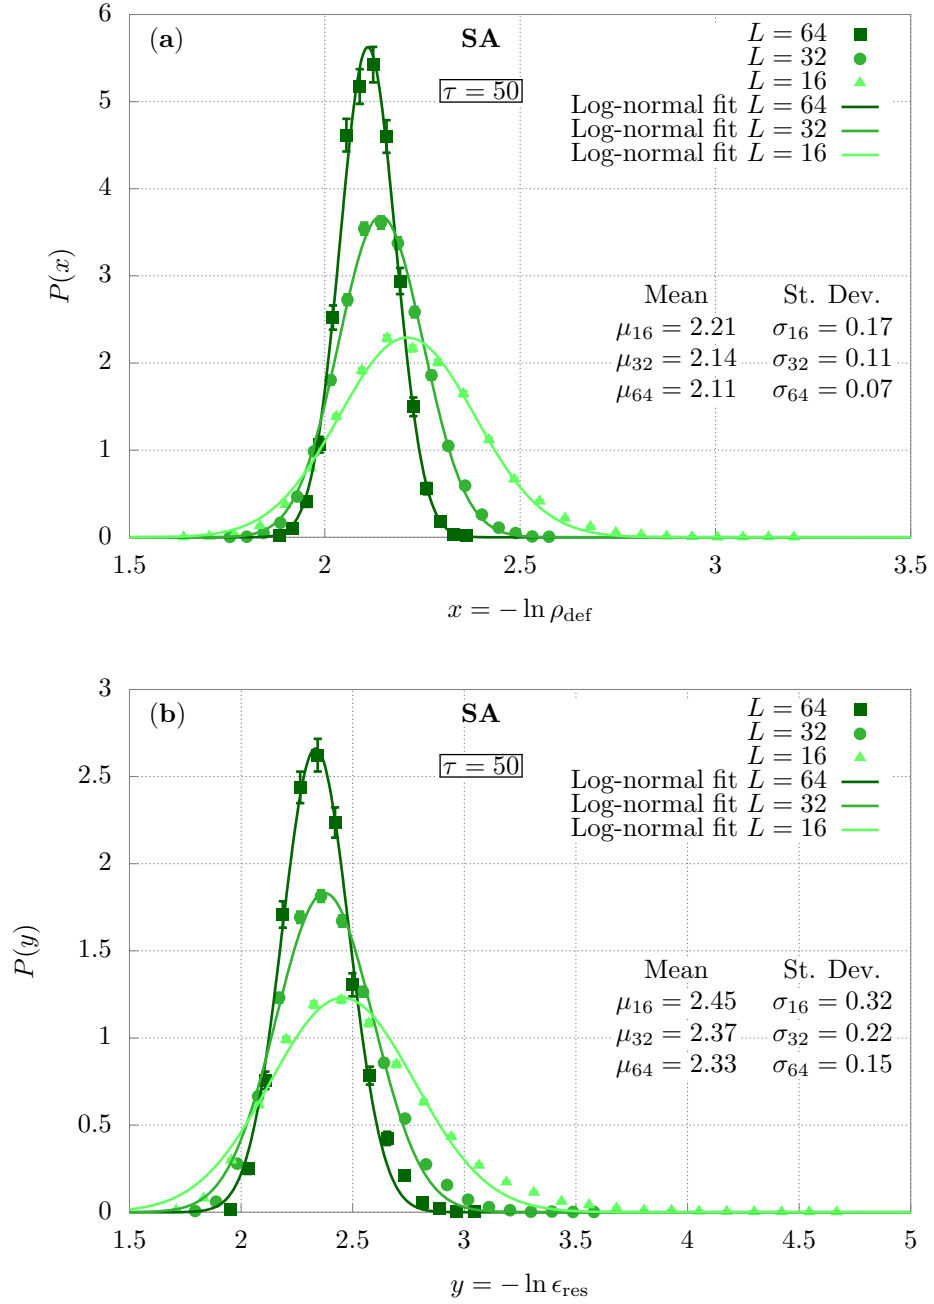 (a)
SA
τ = 50
L = 64
L = 32
L = 16
Log-normal fit L = 64
Log-normal fit L = 32
Log-normal fit L = 16
6
5
4
3
2
1
0
P(x)
Mean St. Dev.
μ16 = 2.21 σ16 = 0.17
μ32 = 2.14 σ32 = 0.11
μ64 = 2.11 σ64 = 0.07
1.5 2 2.5 3 3.5
x = − ln ρdef
(b)
SA
τ = 50
L = 64
L = 32
L = 16
Log-normal fit L = 64
Log-normal fit L = 32
Log-normal fit L = 16
3
2.5
2
1.5
1
0.5
0
P(y)
Mean St. Dev.
μ16 = 2.45 σ16 = 0.32
μ32 = 2.37 σ32 = 0.22
μ64 = 2.33 σ64 = 0.15
1.5 2 2.5 3 3.5 4 4.5 5
y = − ln ϵres